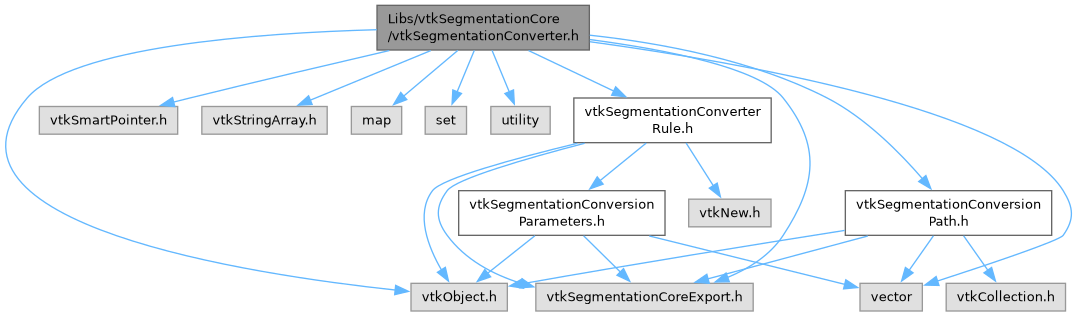 Libs/vtkSegmentationCore
/vtkSegmentationConverter.h
vtkSmartPointer.h
vtkStringArray.h
map
set
utility
vtkSegmentationConverter
Rule.h
vtkSegmentationConversion
Parameters.h
vtkNew.h
vtkSegmentationConversion
Path.h
vtkObject.h
vtkSegmentationCoreExport.h
vector
vtkCollection.h